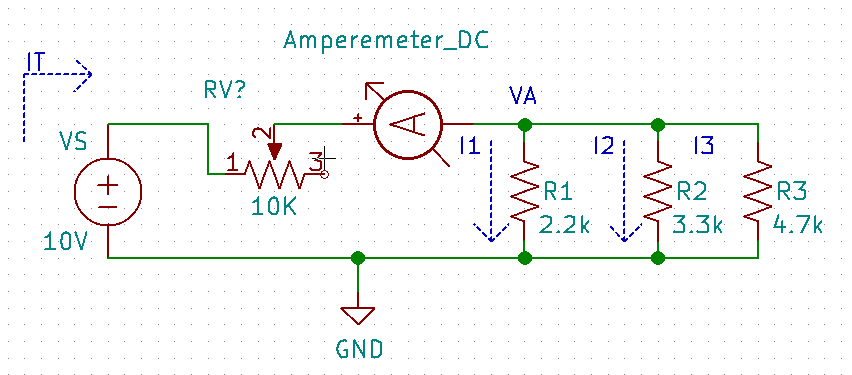 Amperemeter_DC
IT
RV?
VA
+
2
A
VS
I1
I2
I3
1
3
+
R1
R2
R3
10K
2.2k
3.3k
4.7k
10V
GND